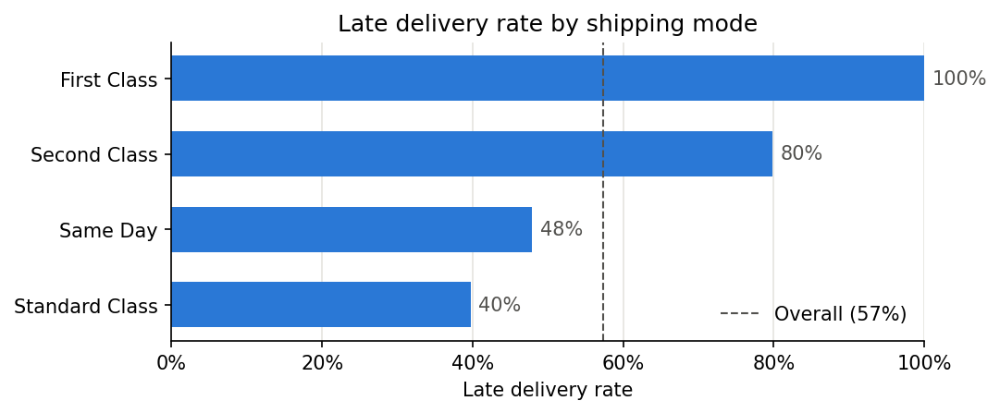 Late delivery rate by shipping mode
First Class
100%
Second Class
80%
Same Day
48%
Standard Class
40%
Overall (57%)
0% 20% 40% 60% 80% 100%
Late delivery rate